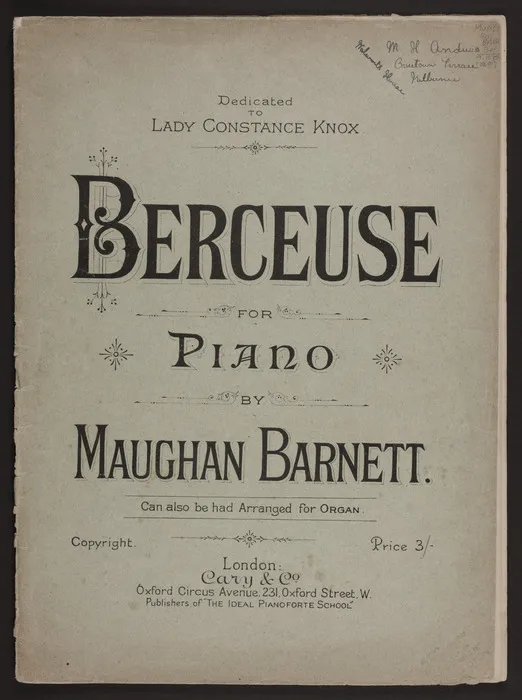 M. H. Andrews
Terrace
Dedicated
TO
LADY CONSTANCE KNOX
BERCEUSE
FOR
PIANO
BY
MAUGHAN BARNETT.
Can also be had Arranged for ORGAN.
Copyright.
Price 3/-
London:
Cary & Co.
Oxford Circus Avenue, 231, Oxford Street, W.
Publishers of "THE IDEAL PIANOFORTE SCHOOL"